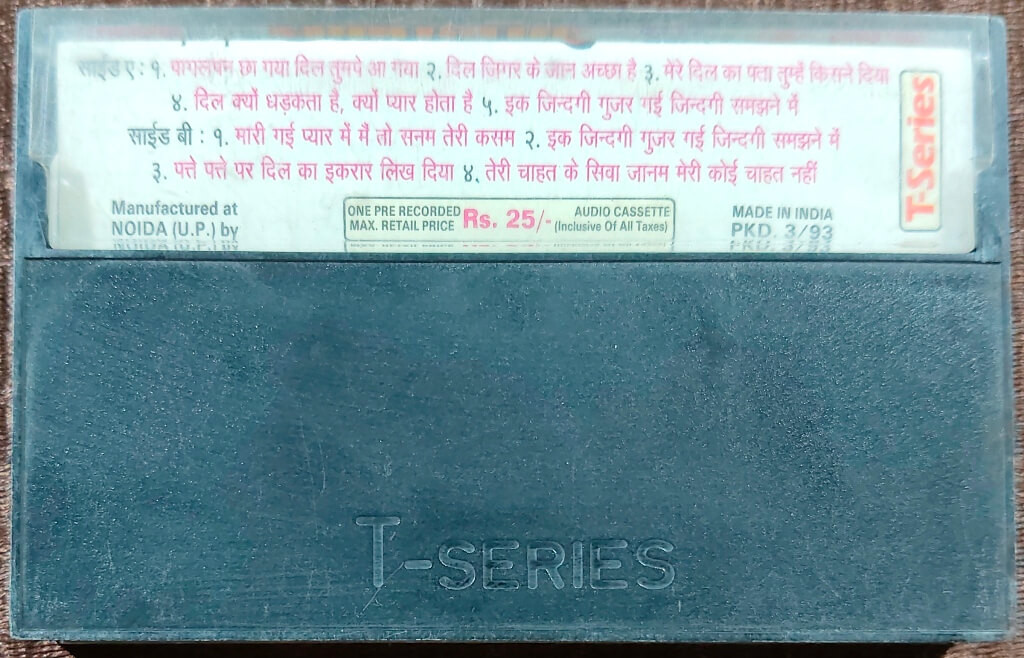 साईड ए : १. पागलपन छा गया दिल तुमपे आ गया २. दिल जिगर के जान अच्छा है ३. मेरे दिल का पता तुम्हें किसने दिया
४. दिल क्यों धड़कता है, क्यों प्यार होता है ५. इक जिन्दगी गुजर गई जिन्दगी समझने में
साईड बी : १. मारी गई प्यार में मैं तो सनम तेरी कसम २. इक जिन्दगी गुजर गई जिन्दगी समझने में
३. पत्ते पत्ते पर दिल का इकरार लिख दिया ४. तेरी चाहत के सिवा जानम मेरी कोई चाहत नहीं
T-Series
Manufactured at
NOIDA (U.P.) by
ONE PRE RECORDED
MAX. RETAIL PRICE
Rs. 25/-
AUDIO CASSETTE
(Inclusive Of All Taxes)
MADE IN INDIA
PKD. 3/93
T-SERIES